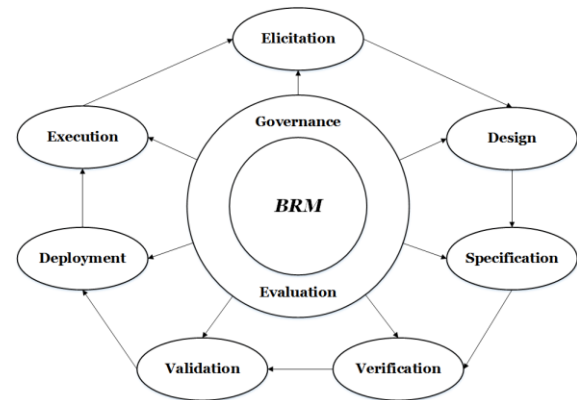 Elicitation
Governance
Execution
Design
BRM
Deployment
Specification
Evaluation
Validation
Verification